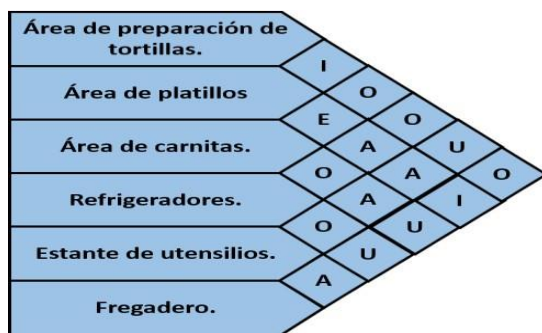 Área de preparación de
tortillas.
I
O
Área de platillos
E O
A U
Área de carnitas.
O A O
Refrigeradores.
A I
O U
Estante de utensilios.
U
A
Fregadero.